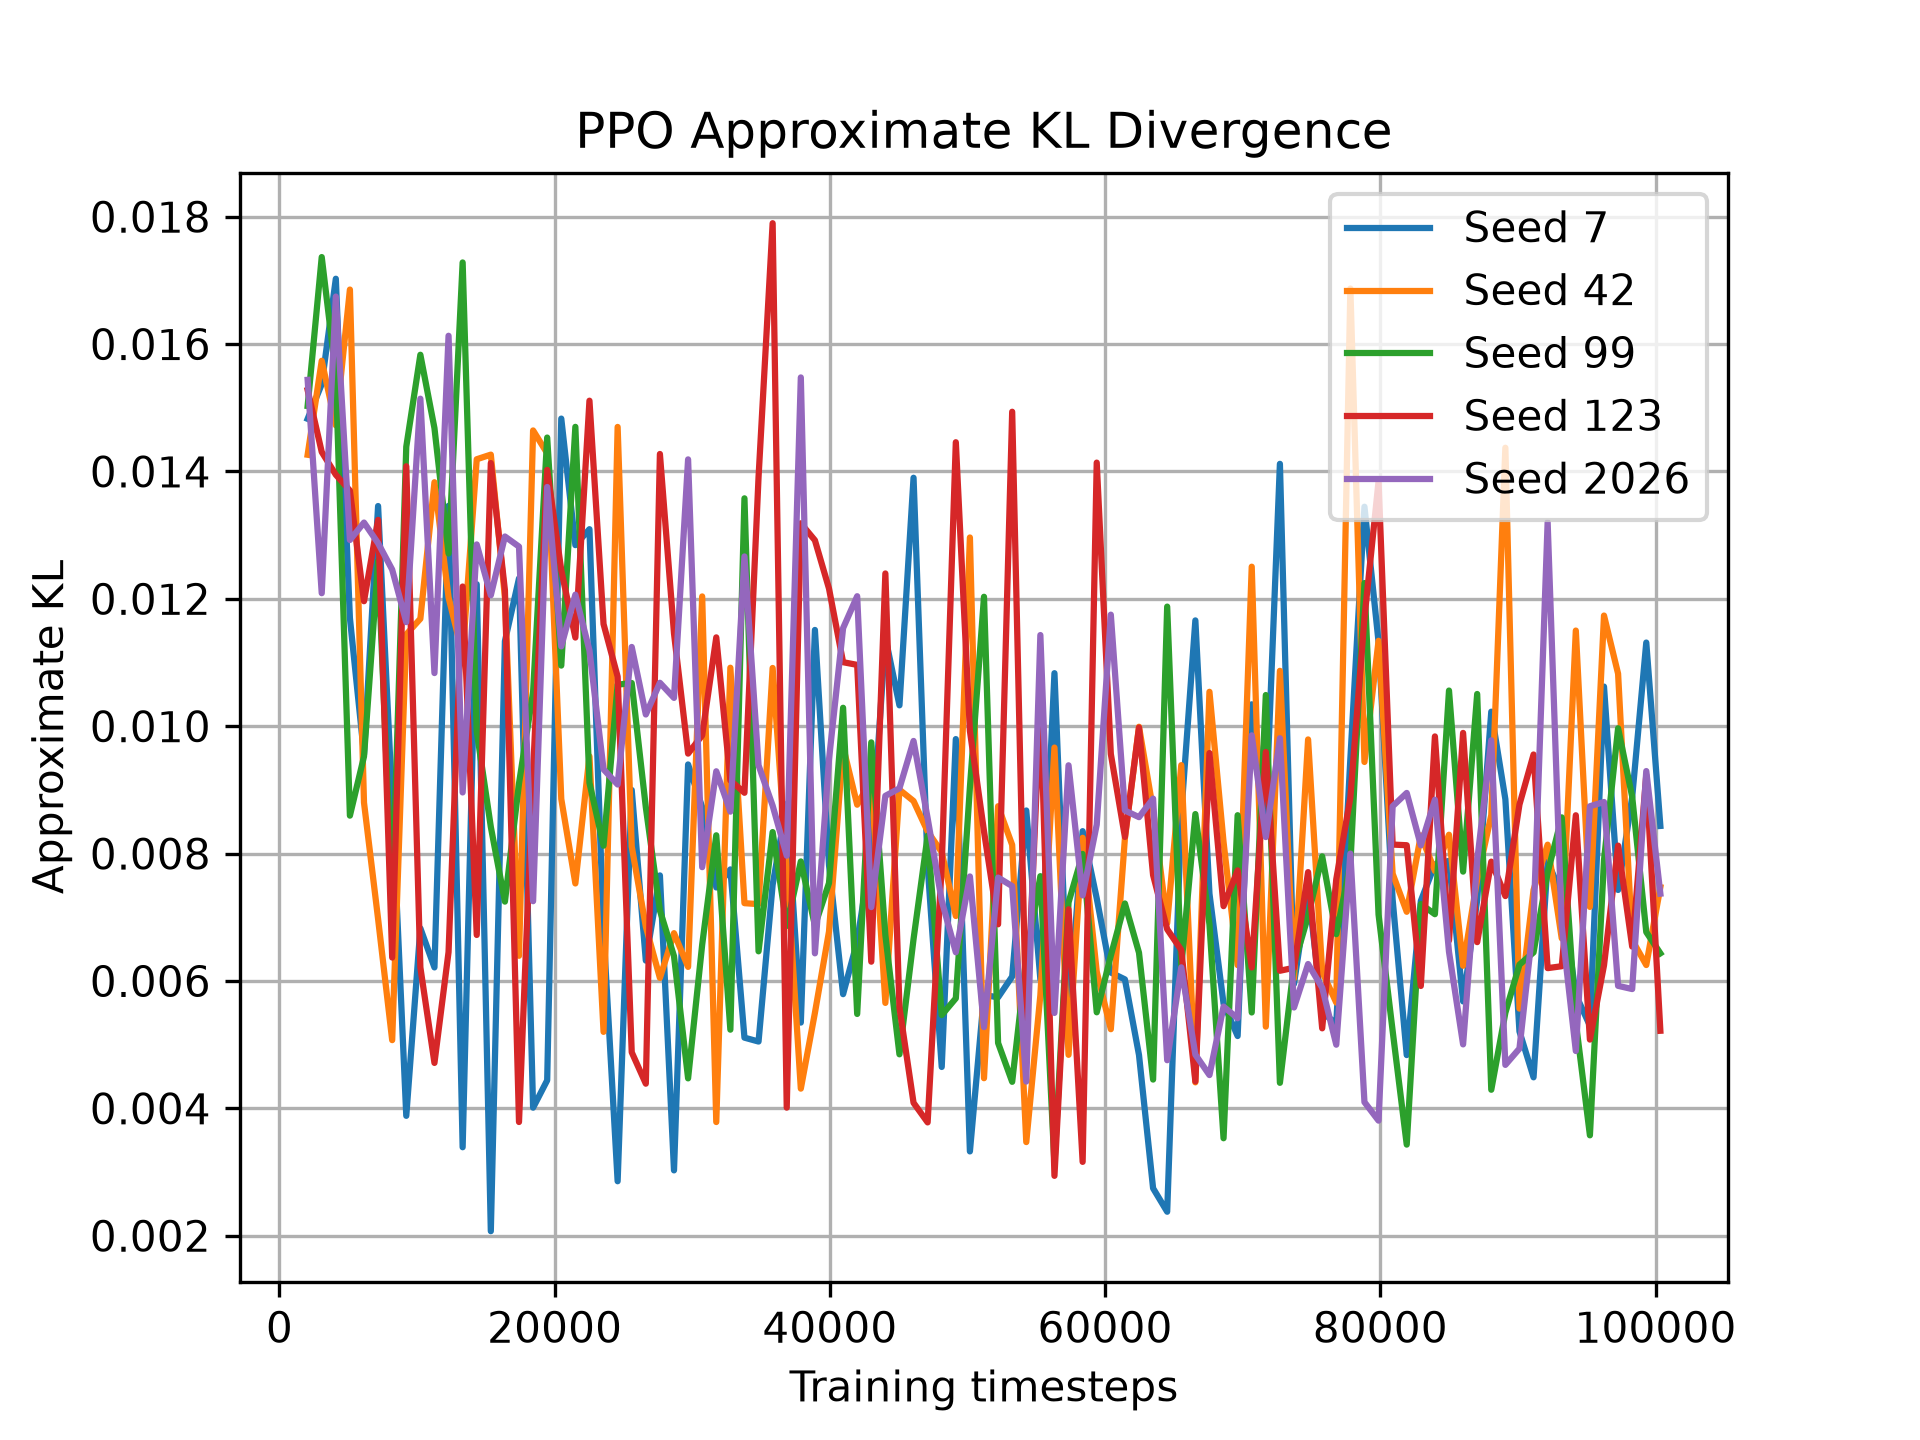 PPO Approximate KL Divergence
Approximate KL
0.018
0.016
0.014
0.012
0.010
0.008
0.006
0.004
0.002
Seed 7
Seed 42
Seed 99
Seed 123
Seed 2026
0 20000 40000 60000 80000 100000
Training timesteps